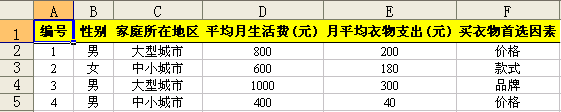 A B C D E F
1 编号 性别 家庭所在地区 平均月生活费(元) 月平均衣物支出(元) 买衣物首选因素
2 1 男 大型城市 800 200 价格
3 2 女 中小城市 600 180 款式
4 3 男 大型城市 1000 300 品牌
5 4 男 中小城市 400 40 价格